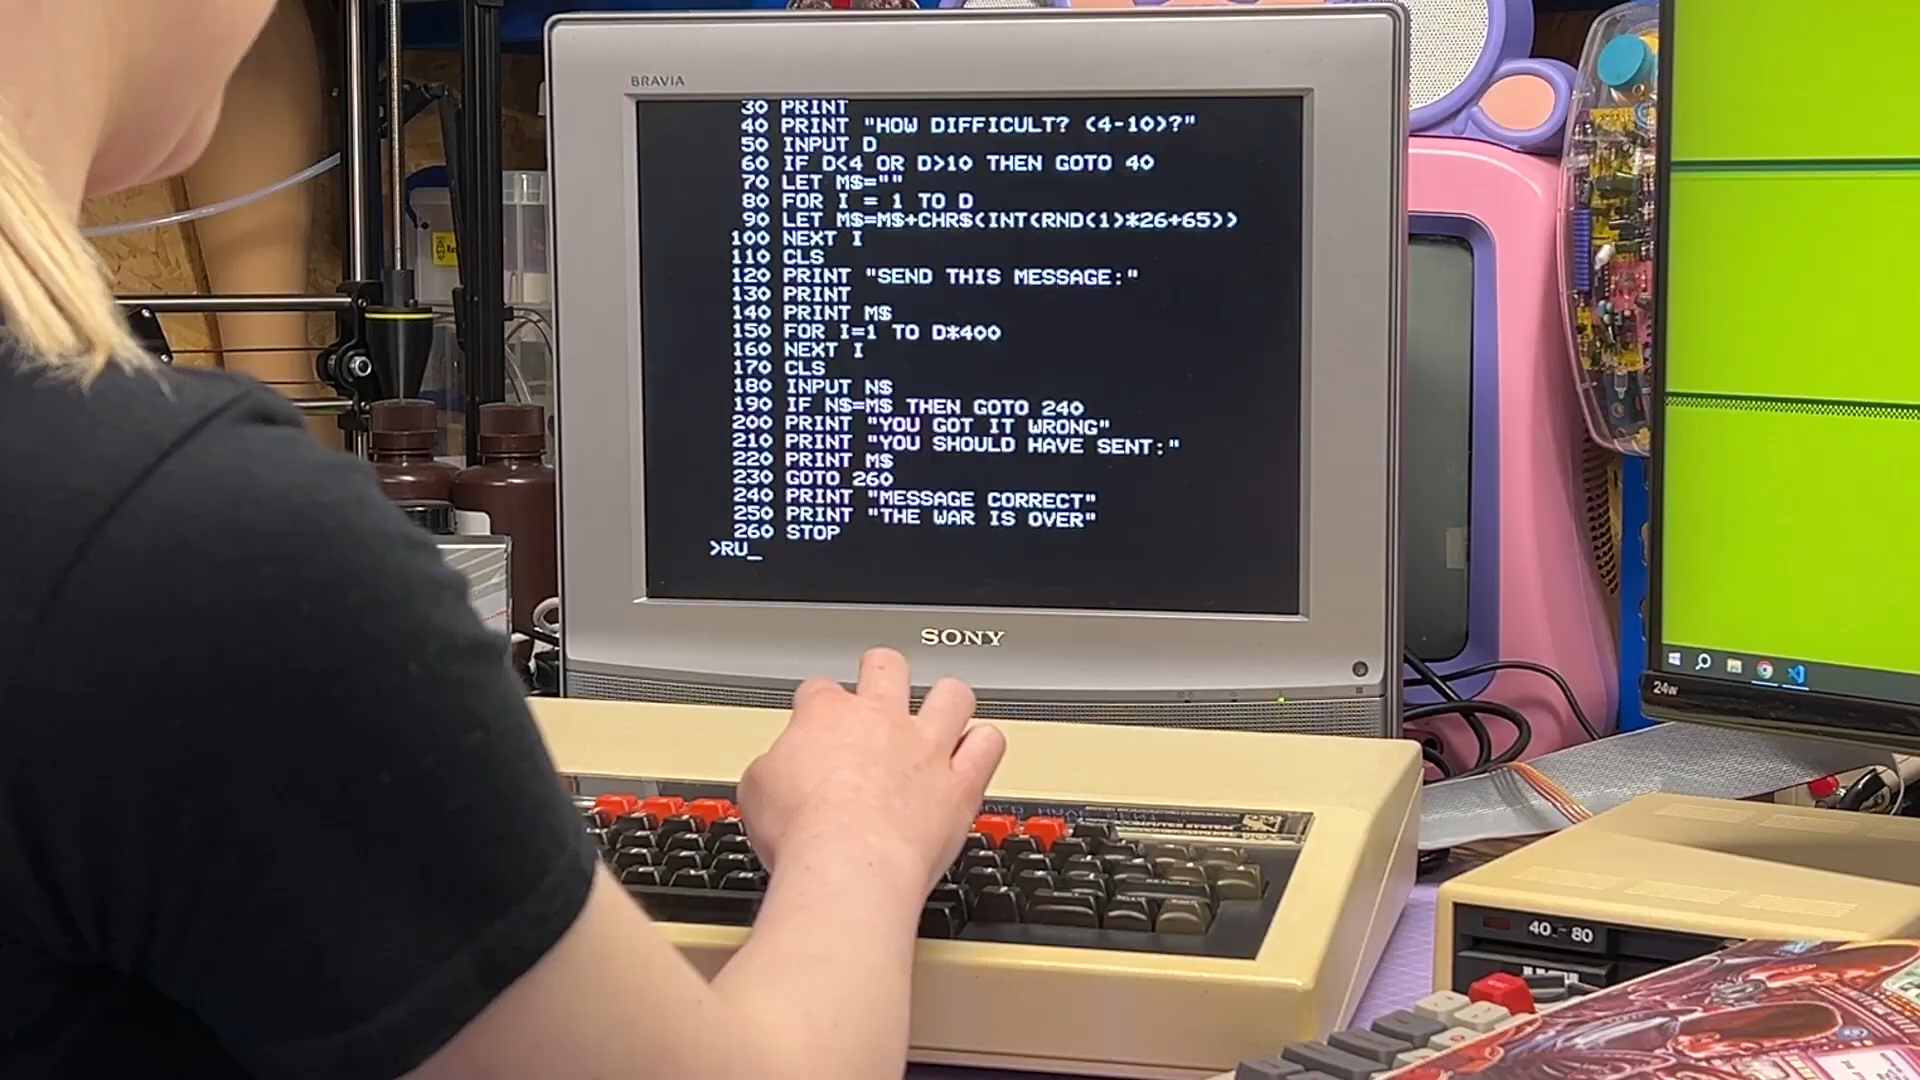 BRAVIA
30 PRINT
40 PRINT "HOW DIFFICULT? (4-10)?"
50 INPUT D
60 IF D<4 OR D>10 THEN GOTO 40
70 LET M$=""
80 FOR I = 1 TO D
90 LET M$=M$+CHR$(INT(RND(1)*26+65))
100 NEXT I
110 CLS
120 PRINT "SEND THIS MESSAGE:"
130 PRINT
140 PRINT M$
150 FOR I=1 TO D*400
160 NEXT I
170 CLS
180 INPUT N$
190 IF N$=M$ THEN GOTO 240
200 PRINT "YOU GOT IT WRONG"
210 PRINT "YOU SHOULD HAVE SENT:"
220 PRINT M$
230 GOTO 260
240 PRINT "MESSAGE CORRECT"
250 PRINT "THE WAR IS OVER"
260 STOP
>RU_
SONY
24w
40 80